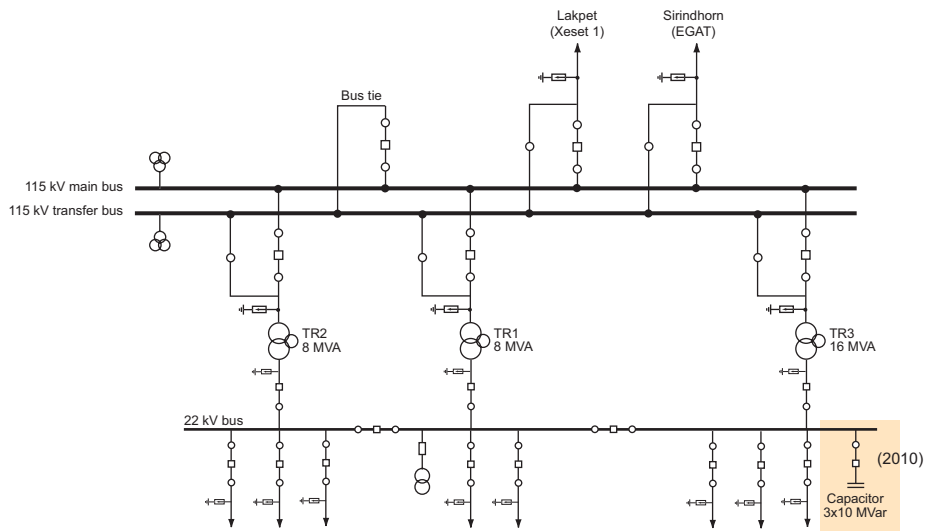 Lakpet
(Xeset 1)
Sirindhorn
(EGAT)
Bus tie
115 kV main bus
115 kV transfer bus
TR2
8 MVA
TR1
8 MVA
TR3
16 MVA
22 kV bus
(2010)
Capacitor
3x10 MVar